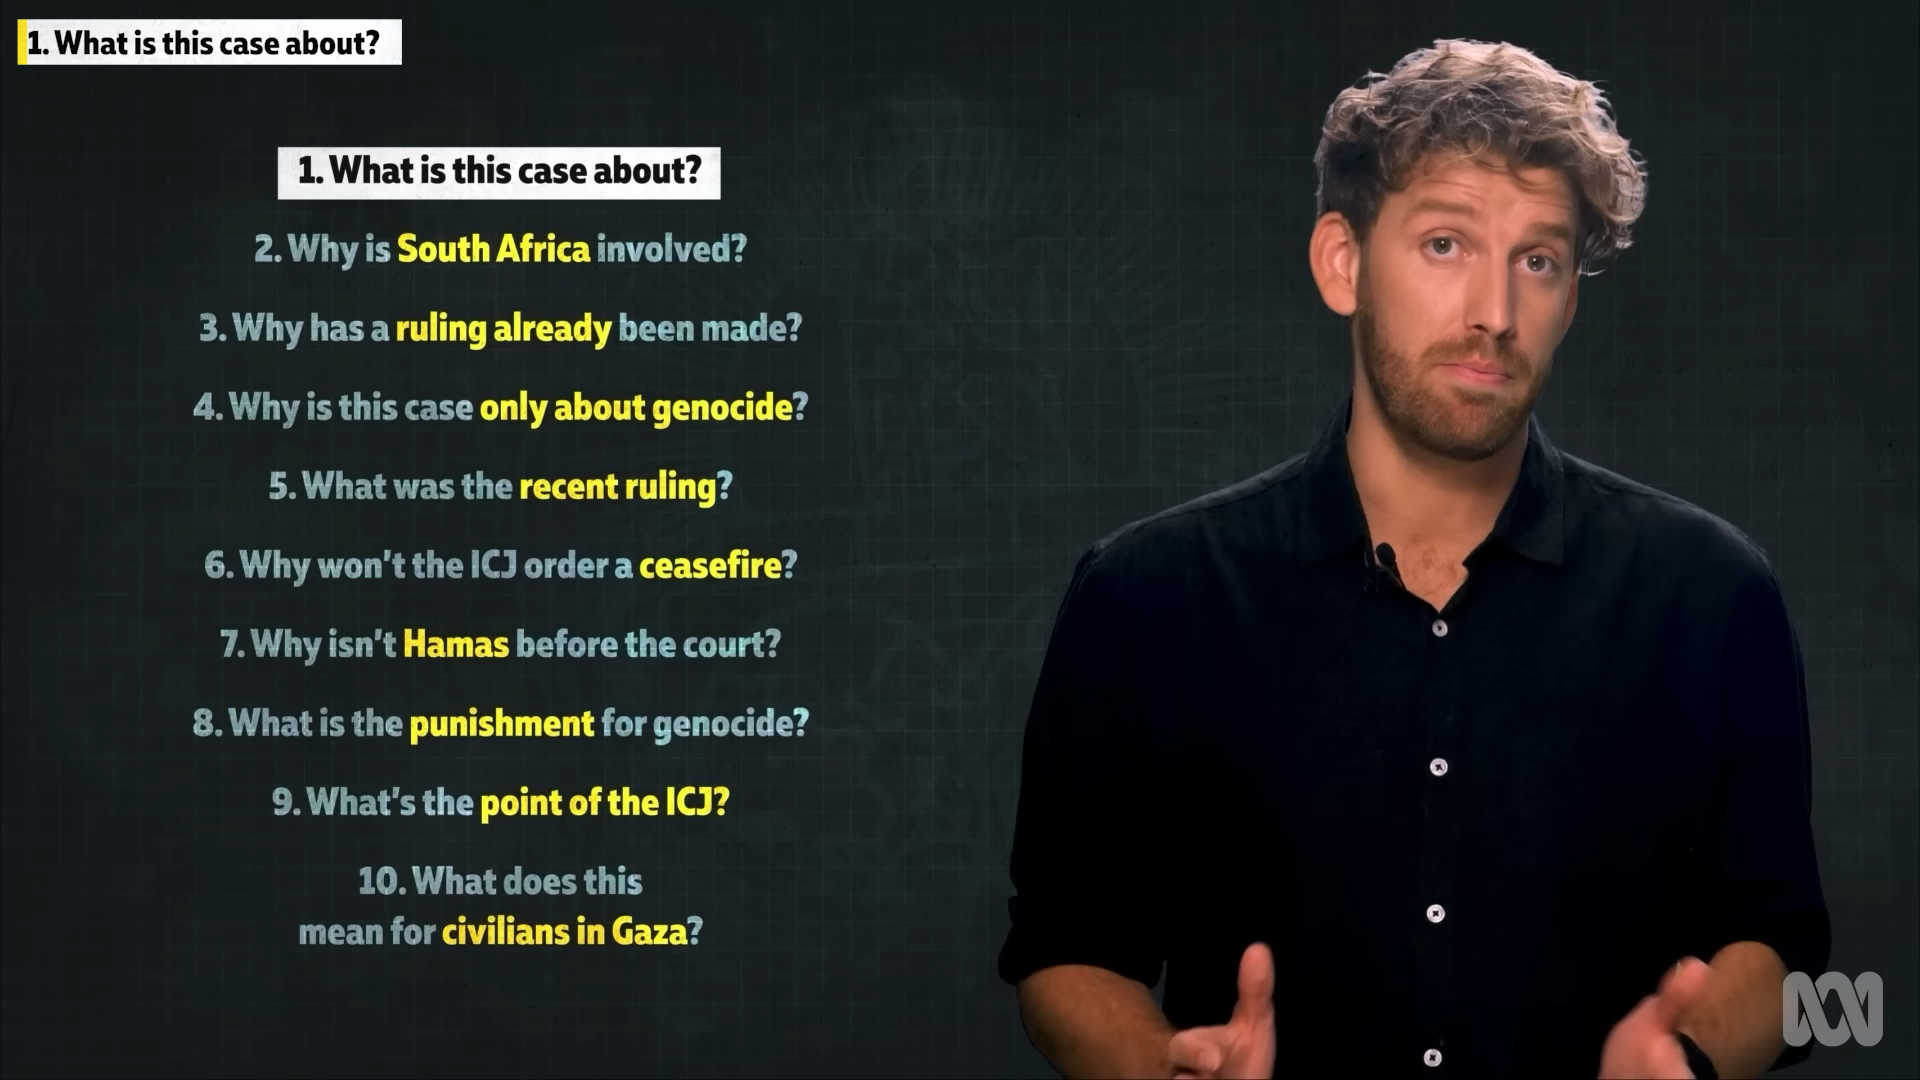 1. What is this case about?
1. What is this case about?
2. Why is South Africa involved?
3. Why has a ruling already been made?
4. Why is this case only about genocide?
5. What was the recent ruling?
6. Why won't the ICJ order a ceasefire?
7. Why isn't Hamas before the court?
8. What is the punishment for genocide?
9. What's the point of the ICJ?
10. What does this
mean for civilians in Gaza?